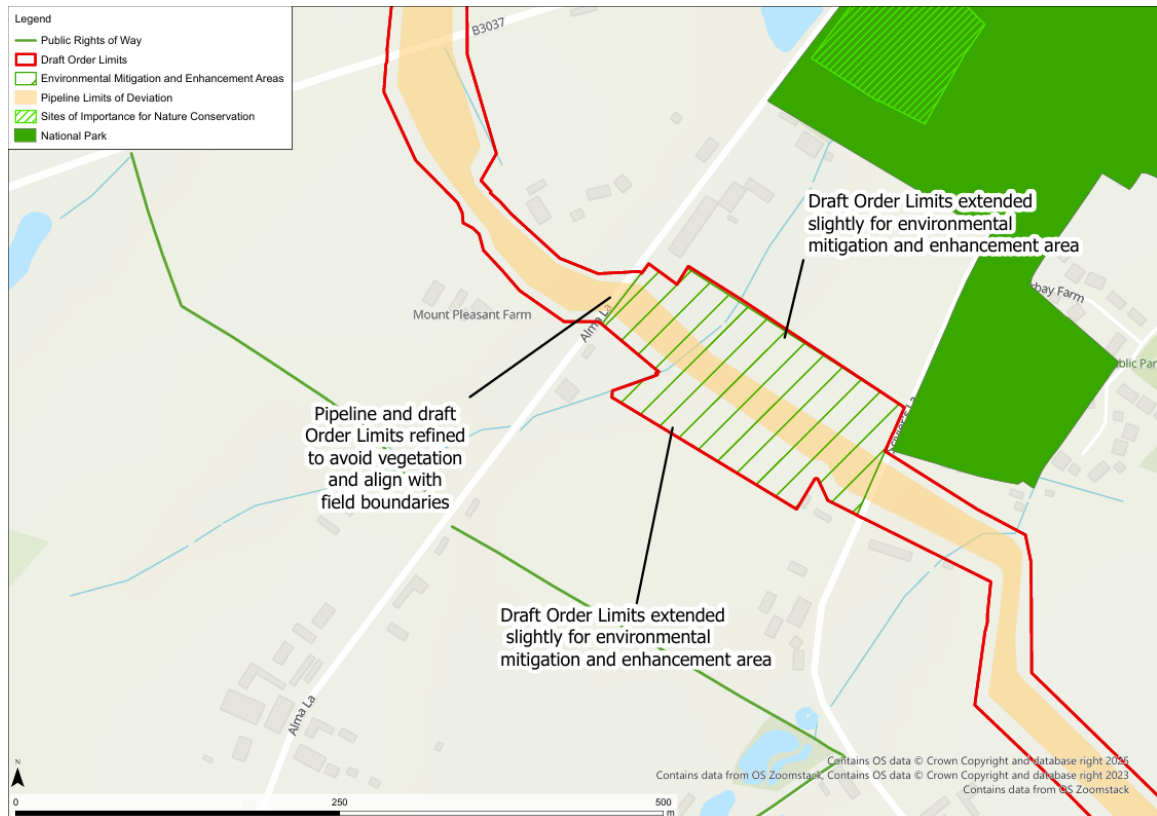 Legend
Public Rights of Way
Draft Order Limits
Environmental Mitigation and Enhancement Areas
Pipeline Limits of Deviation
Sites of Importance for Nature Conservation
National Park
B3037
Draft Order Limits extended
slightly for environmental
mitigation and enhancement area
rbay Farm
Mount Pleasant Farm
Alma La
blic Par
Pipeline and draft
Order Limits refined
to avoid vegetation
and align with
field boundaries
Draft Order Limits extended
slightly for environmental
mitigation and enhancement area
Alma La
N
Contains OS data © Crown Copyright and database right 2025
Contains data from OS Zoomstack, Contains OS data © Crown Copyright and database right 2023
Contains data from OS Zoomstack
0 250 500
m